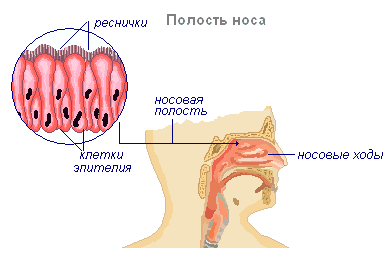 Полость носа
реснички
носовая
полость
клетки
эпителия
носовые ходы